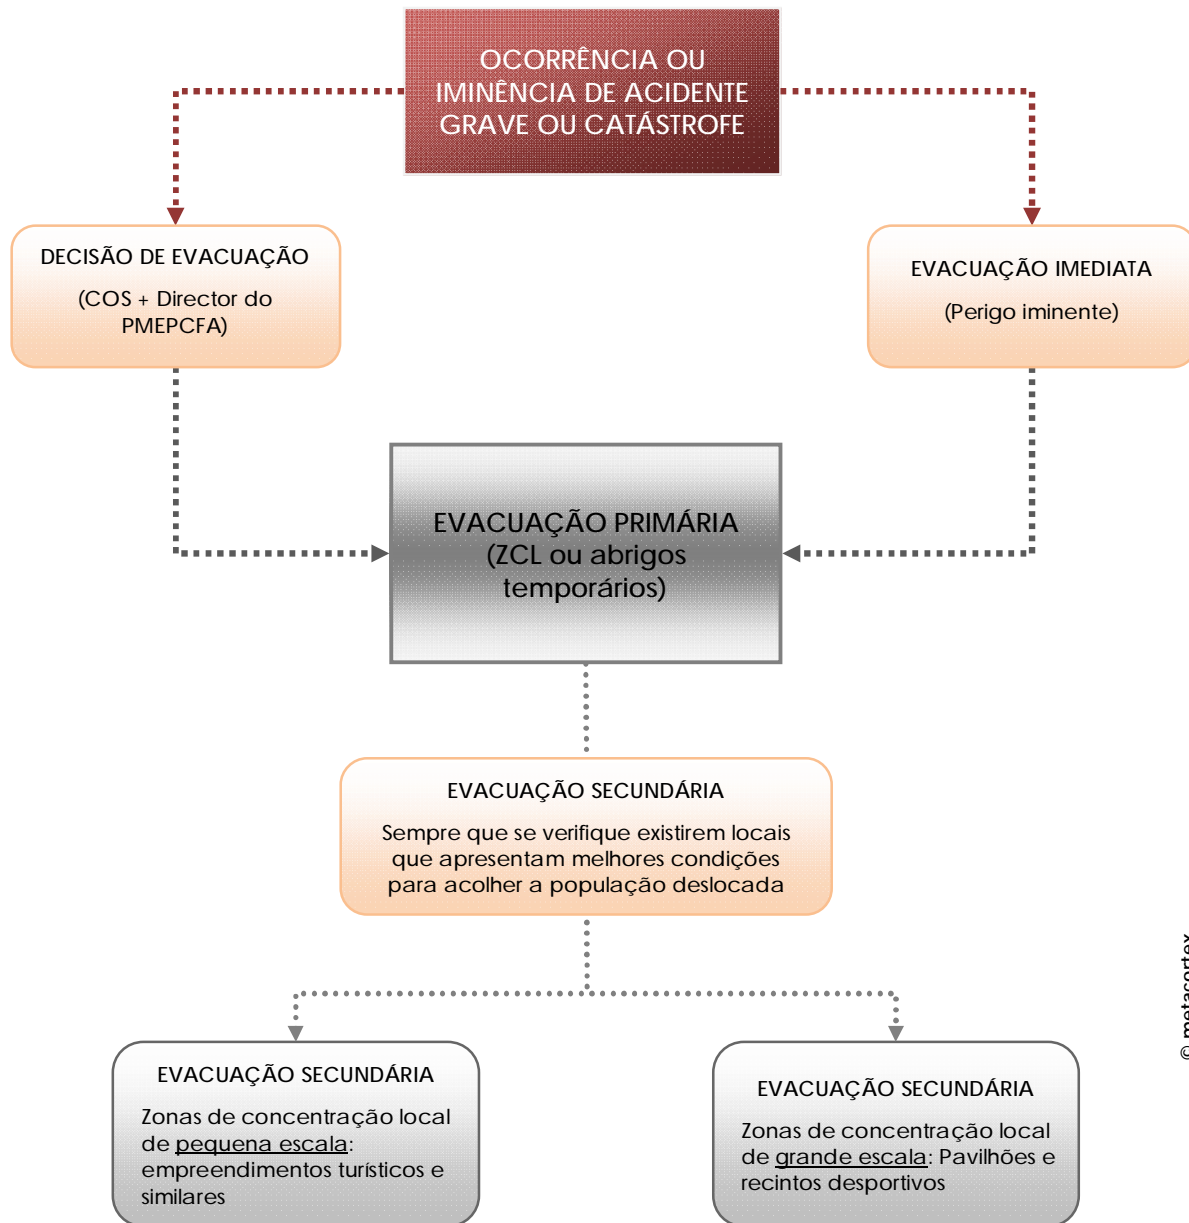 OCORRÊNCIA OU
IMINÊNCIA DE ACIDENTE
GRAVE OU CATÁSTROFE
DECISÃO DE EVACUAÇÃO
(COS + Director do
PMEPCFA)
EVACUAÇÃO IMEDIATA
(Perigo iminente)
EVACUAÇÃO PRIMÁRIA
(ZCL ou abrigos
temporários)
EVACUAÇÃO SECUNDÁRIA
Sempre que se verifique existirem locais
que apresentam melhores condições
para acolher a população deslocada
EVACUAÇÃO SECUNDÁRIA
Zonas de concentração local
de pequena escala:
empreendimentos turísticos e
similares
EVACUAÇÃO SECUNDÁRIA
Zonas de concentração local
de grande escala: Pavilhões e
recintos desportivos
© metacortex